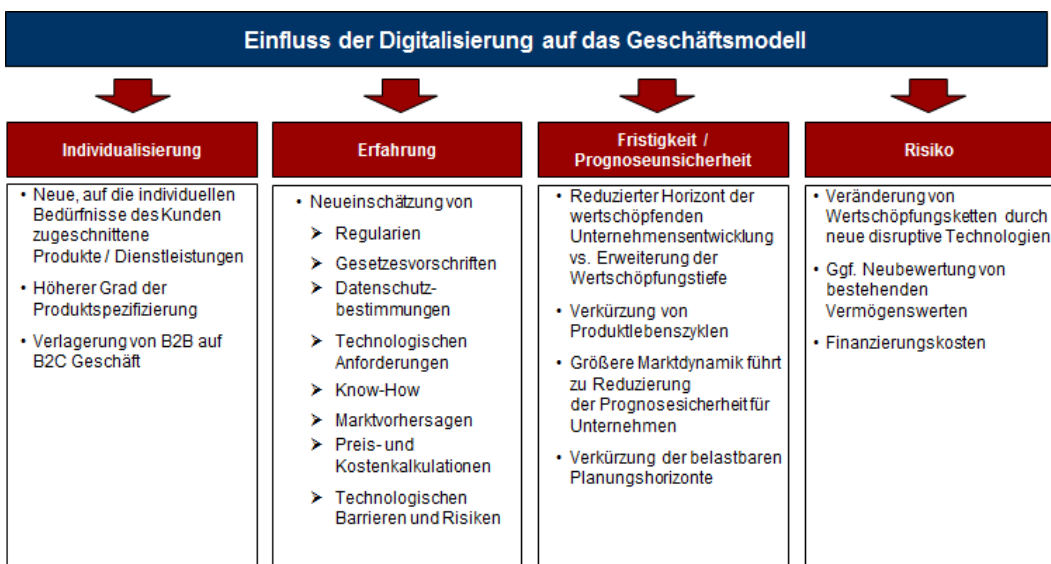 Einfluss der Digitalisierung auf das Geschäftsmodell
Individualisierung
• Neue, auf die individuellen
Bedürfnisse des Kunden
zugeschnittene
Produkte / Dienstleistungen
• Höherer Grad der
Produktspezifizierung
• Verlagerung von B2B auf
B2C Geschäft
Erfahrung
• Neueinschätzung von
➢ Regularien
➢ Gesetzesvorschriften
➢ Datenschutz-
bestimmungen
➢ Technologischen
Anforderungen
➢ Know-How
➢ Marktvorhersagen
➢ Preis- und
Kostenkalkulationen
➢ Technologischen
Barrieren und Risiken
Fristigkeit /
Prognoseunsicherheit
• Reduzierter Horizont der
wertschöpfenden
Unternehmensentwicklung
vs. Erweiterung der
Wertschöpfungstiefe
• Verkürzung von
Produktlebenszyklen
• Größere Marktdynamik führt
zu Reduzierung
der Prognosesicherheit für
Unternehmen
• Verkürzung der belastbaren
Planungshorizonte
Risiko
• Veränderung von
Wertschöpfungsketten durch
neue disruptive Technologien
• Ggf. Neubewertung von
bestehenden
Vermögenswerten
• Finanzierungskosten